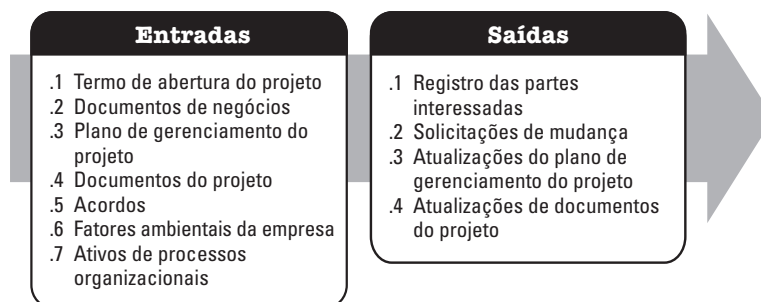 Entradas
.1 Termo de abertura do projeto
.2 Documentos de negócios
.3 Plano de gerenciamento do
projeto
.4 Documentos do projeto
.5 Acordos
.6 Fatores ambientais da empresa
.7 Ativos de processos
organizacionais
Saídas
.1 Registro das partes
interessadas
.2 Solicitações de mudança
.3 Atualizações do plano de
gerenciamento do projeto
.4 Atualizações de documentos
do projeto